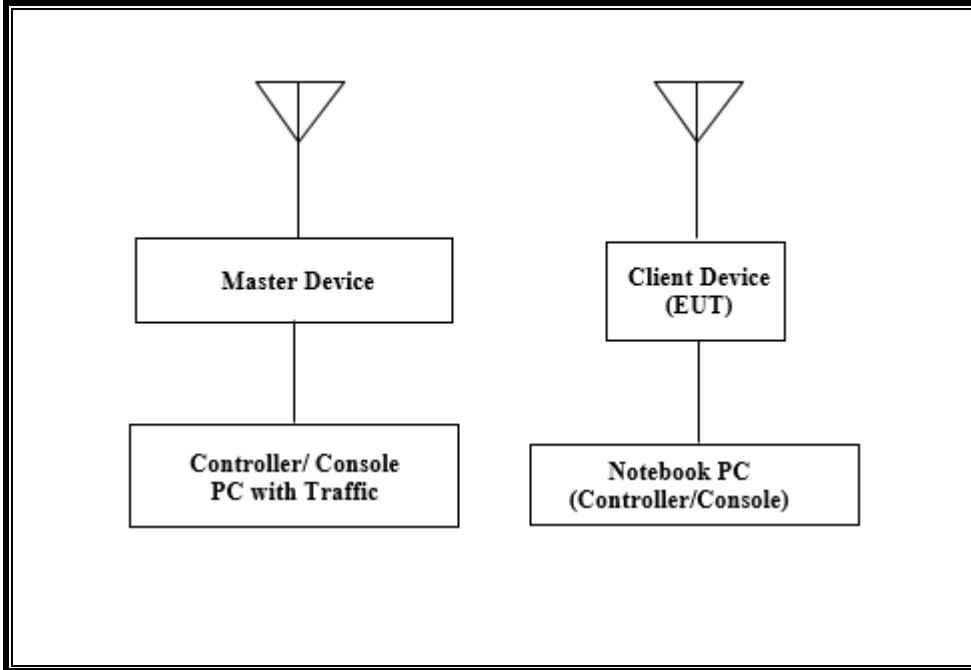 Master Device
Client Device
(EUT)
Controller/ Console
PC with Traffic
Notebook PC
(Controller/Console)